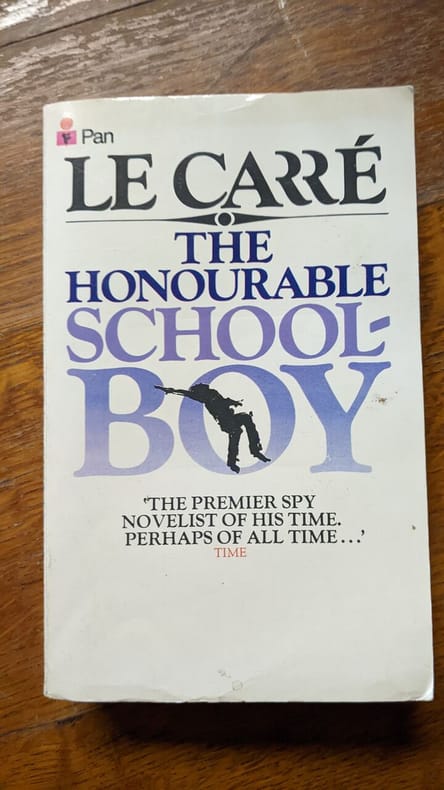 Pan
LE CARRÉ
THE
HONOURABLE
SCHOOL-
BOY
'THE PREMIER SPY
NOVELIST OF HIS TIME.
PERHAPS OF ALL TIME...'
TIME